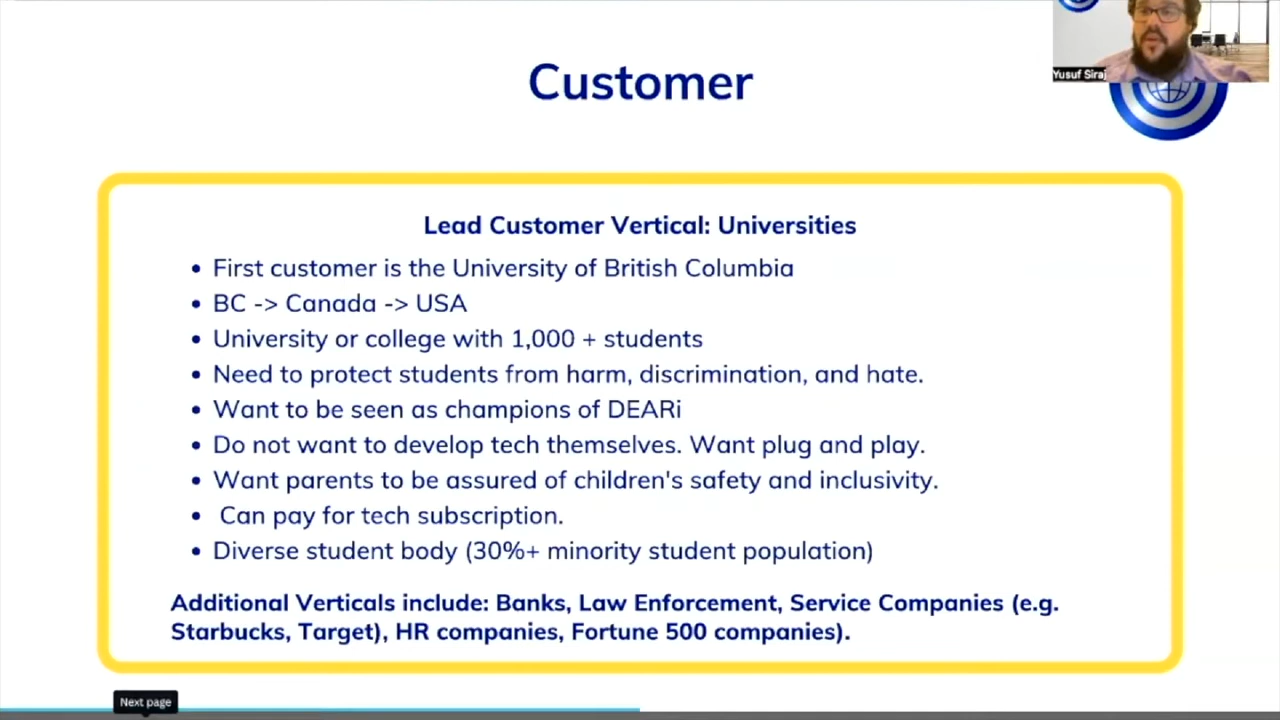 Customer
Yusuf Siraj
Lead Customer Vertical: Universities
• First customer is the University of British Columbia
• BC -> Canada -> USA
• University or college with 1,000 + students
• Need to protect students from harm, discrimination, and hate.
• Want to be seen as champions of DEARi
• Do not want to develop tech themselves. Want plug and play.
• Want parents to be assured of children's safety and inclusivity.
• Can pay for tech subscription.
• Diverse student body (30%+ minority student population)
Additional Verticals include: Banks, Law Enforcement, Service Companies (e.g.
Starbucks, Target), HR companies, Fortune 500 companies).
Next page